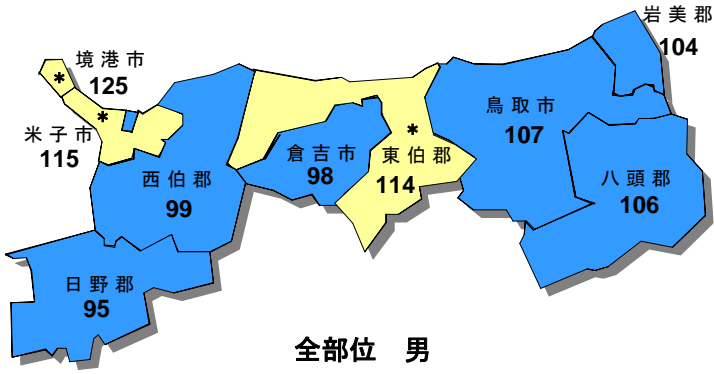 岩美郡
104
境港市
*
125
*
米子市
115
鳥取市
107
*
倉吉市
98
東伯郡
114
西伯郡
99
八頭郡
106
日野郡
95
全部位 男